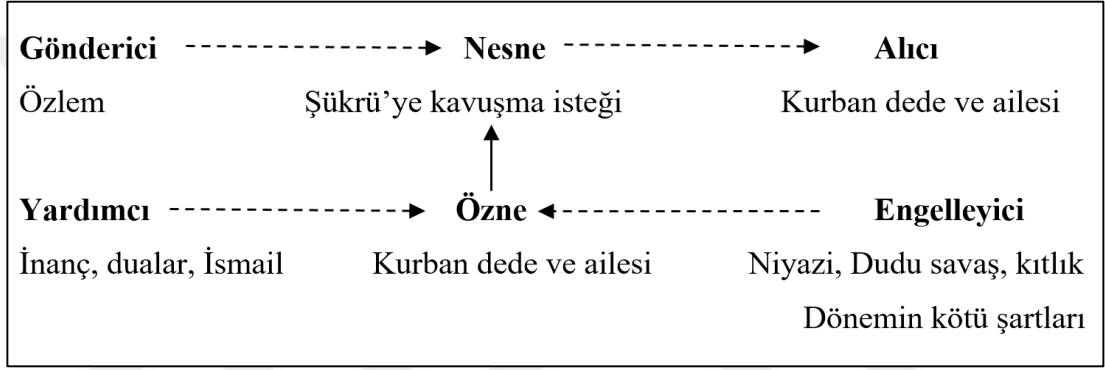 Gönderici Nesne Alıcı
Özlem Şükrü’ye kavuşma isteği Kurban dede ve ailesi
Yardımcı Özne Engelleyici
İnanç, dualar, İsmail Kurban dede ve ailesi Niyazi, Dudu savaş, kıtlık
Dönemin kötü şartları